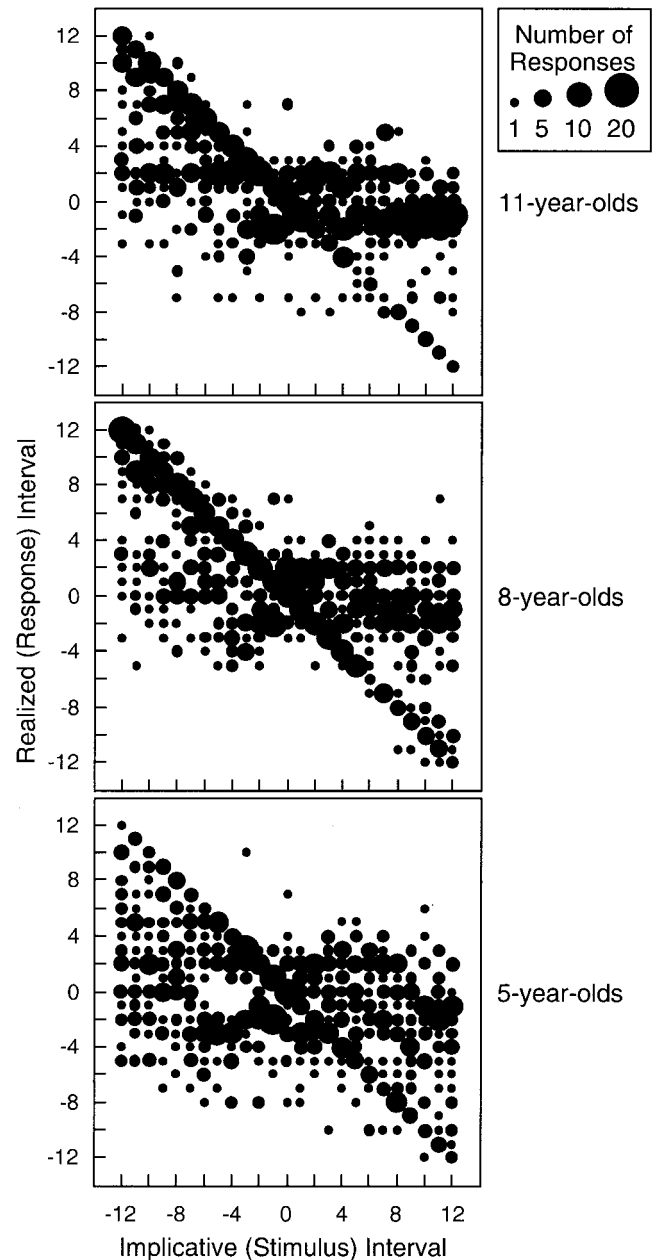 12
8
4
0
-4
-8
-12
Number of
Responses
1 5 10 20
11-year-olds
12
8
4
0
-4
-8
-12
8-year-olds
Realized (Response) Interval
12
8
4
0
-4
-8
-12
5-year-olds
-12 -8 -4 0 4 8 12
Implicative (Stimulus) Interval